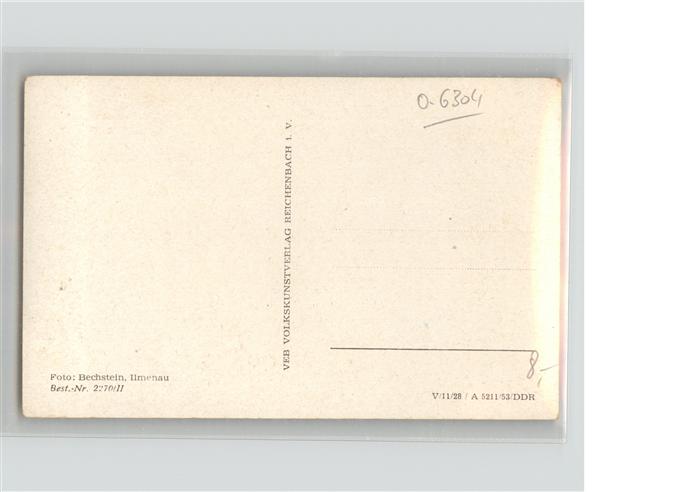 O-6304
VEB VOLKSKUNSTVERLAG REICHENBACH i. V.
Foto: Bechstein, Ilmenau
Best.-Nr. 2270/II
8,-
V/11/28 / A 5211/53/DDR